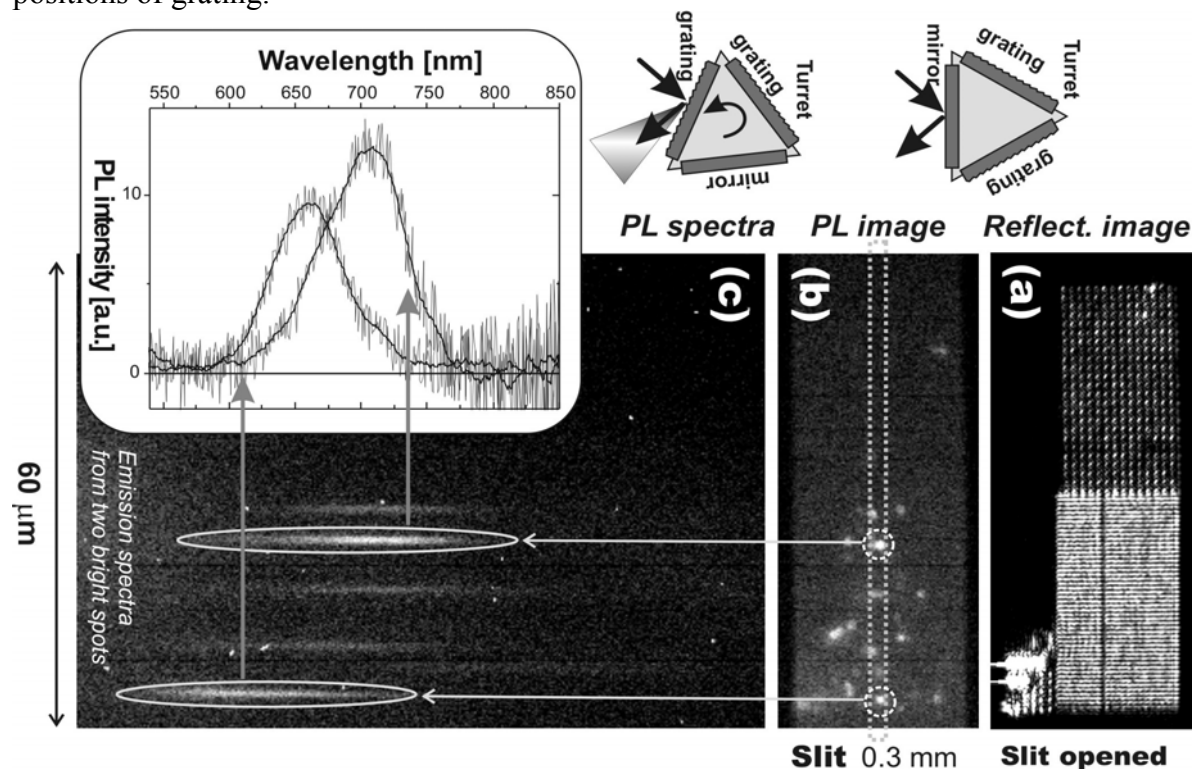 positions of grating.
Wavelength [nm]
550 600 650 700 750 800 850
PL intensity [a.u.]
10
0
grating
grating
Turret
mirror
mirror
grating
Turret
grating
PL spectra
PL image
Reflect. image
(c)
(b)
(a)
60 µm
Emission spectra
from two bright spots
Slit 0.3 mm
Slit opened